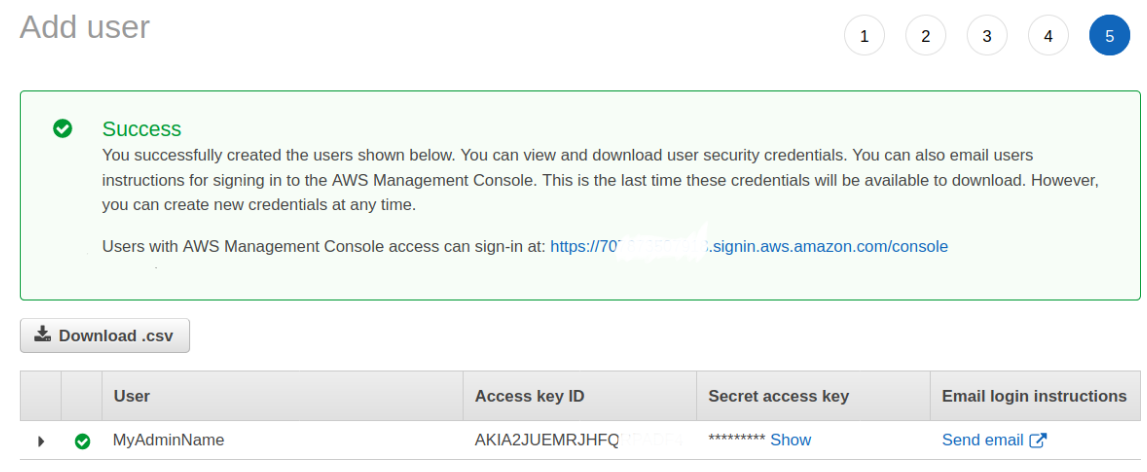 Add user
1 2 3 4 5
Success
You successfully created the users shown below. You can view and download user security credentials. You can also email users
instructions for signing in to the AWS Management Console. This is the last time these credentials will be available to download. However,
you can create new credentials at any time.
Users with AWS Management Console access can sign-in at: https://70 .signin.aws.amazon.com/console
Download .csv
User Access key ID Secret access key Email login instructions
MyAdminName AKIA2JUEMRJHFQ ********* Show Send email